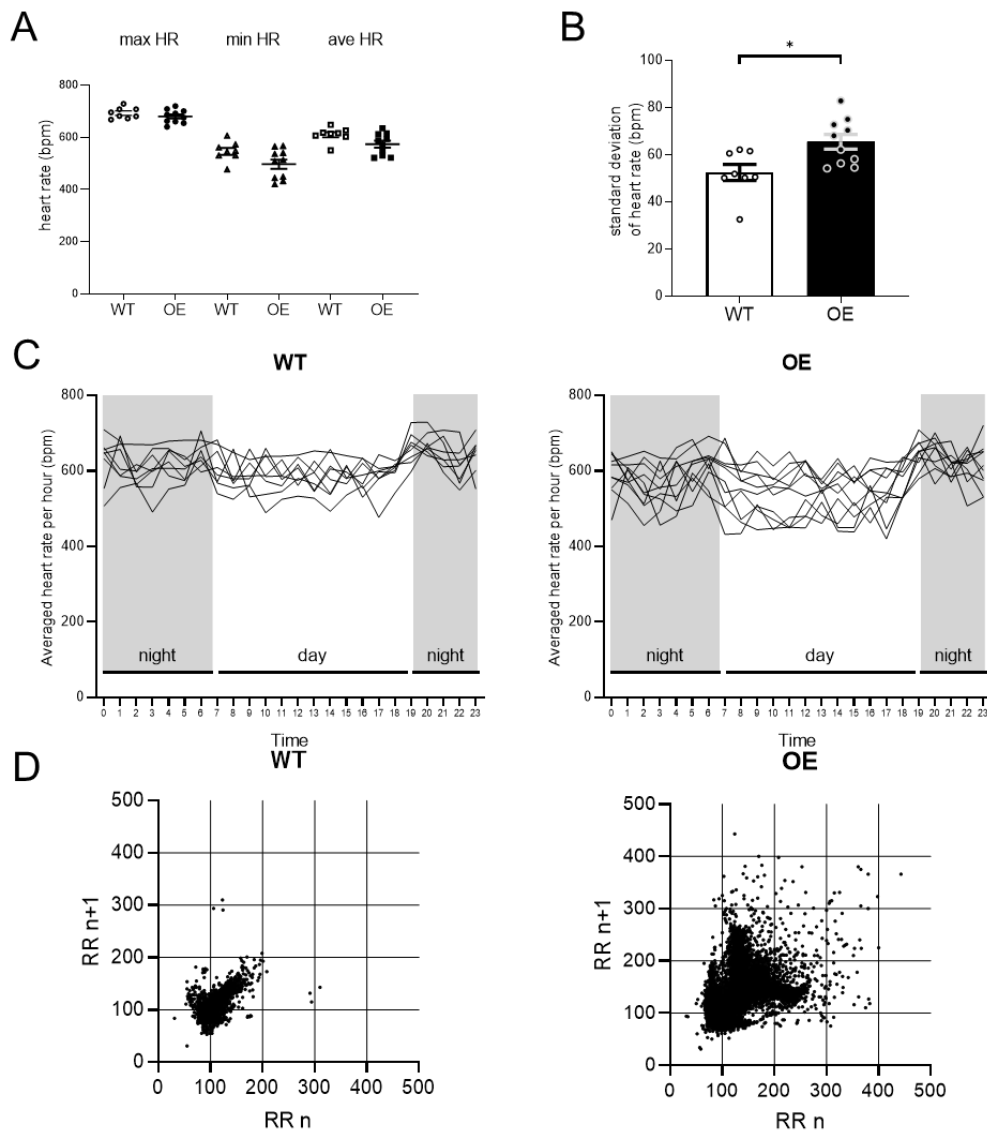 A
max HR min HR ave HR
heart rate (bpm)
800
600
400
200
0
WT OE WT OE WT OE
B
*
standard deviation
of heart rate (bpm)
100
80
60
40
20
0
WT OE
C
WT
Averaged heart rate per hour (bpm)
800
600
400
200
0
night day night
0 1 2 3 4 5 6 7 8 9 10 11 12 13 14 15 16 17 18 19 20 21 22 23
Time
OE
Averaged heart rate per hour (bpm)
800
600
400
200
0
night day night
0 1 2 3 4 5 6 7 8 9 10 11 12 13 14 15 16 17 18 19 20 21 22 23
Time
D
WT
RR n+1
500
400
300
200
100
0
0 100 200 300 400 500
RR n
OE
RR n+1
500
400
300
200
100
0
0 100 200 300 400 500
RR n